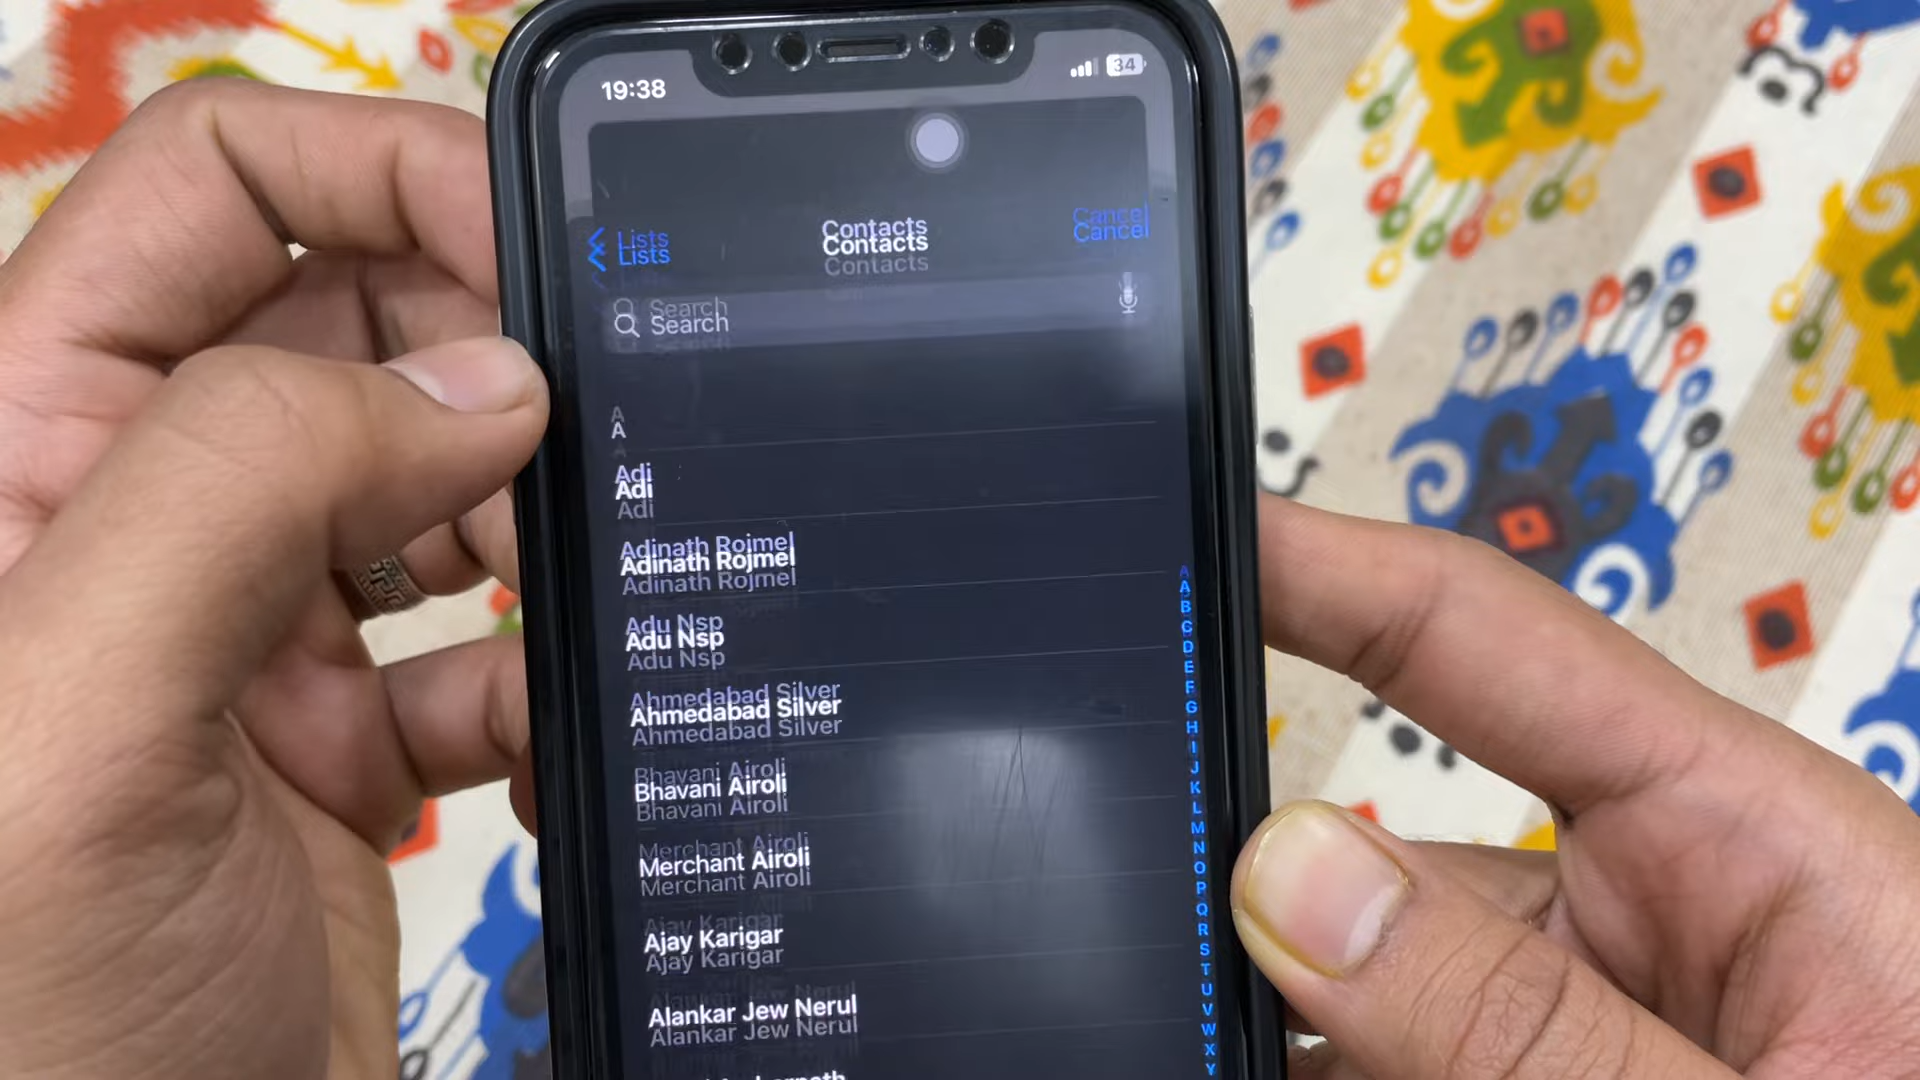 19:38
34
Lists
Contacts
Cancel
Search
A
Adi
Adinath Rojmel
Adu Nsp
Ahmedabad Silver
Bhavani Airoli
Merchant Airoli
Ajay Karigar
Alankar Jew Nerul
A
B
C
D
E
F
G
H
I
J
K
L
M
N
O
P
Q
R
S
T
U
V
W
X
Y